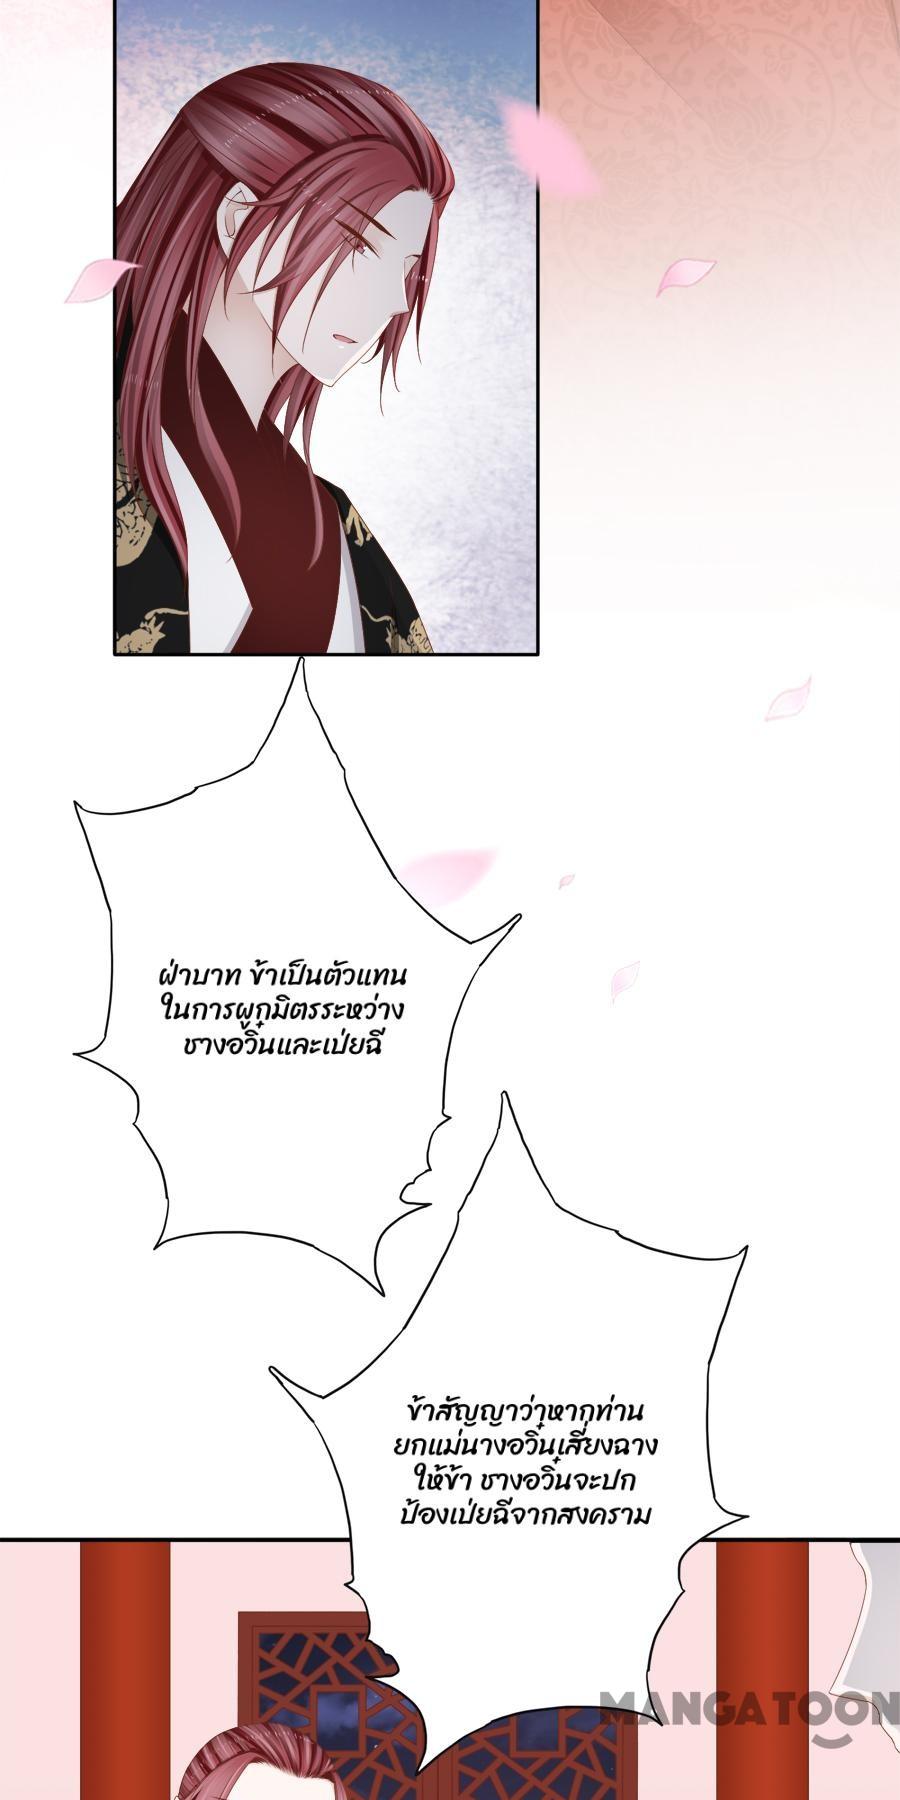 ฝ่าบาท ข้าเป็นตัวแทน
ในการผูกมิตรระหว่าง
ชางอวิ๋นและเป่ยฉี
ข้าสัญญาว่าหากท่าน
ยกแม่นางอวิ๋นเสี่ยงฉาง
ให้ข้า ชางอวิ๋นจะปก
ป้องเป่ยฉีจากสงคราม
MANGATOON